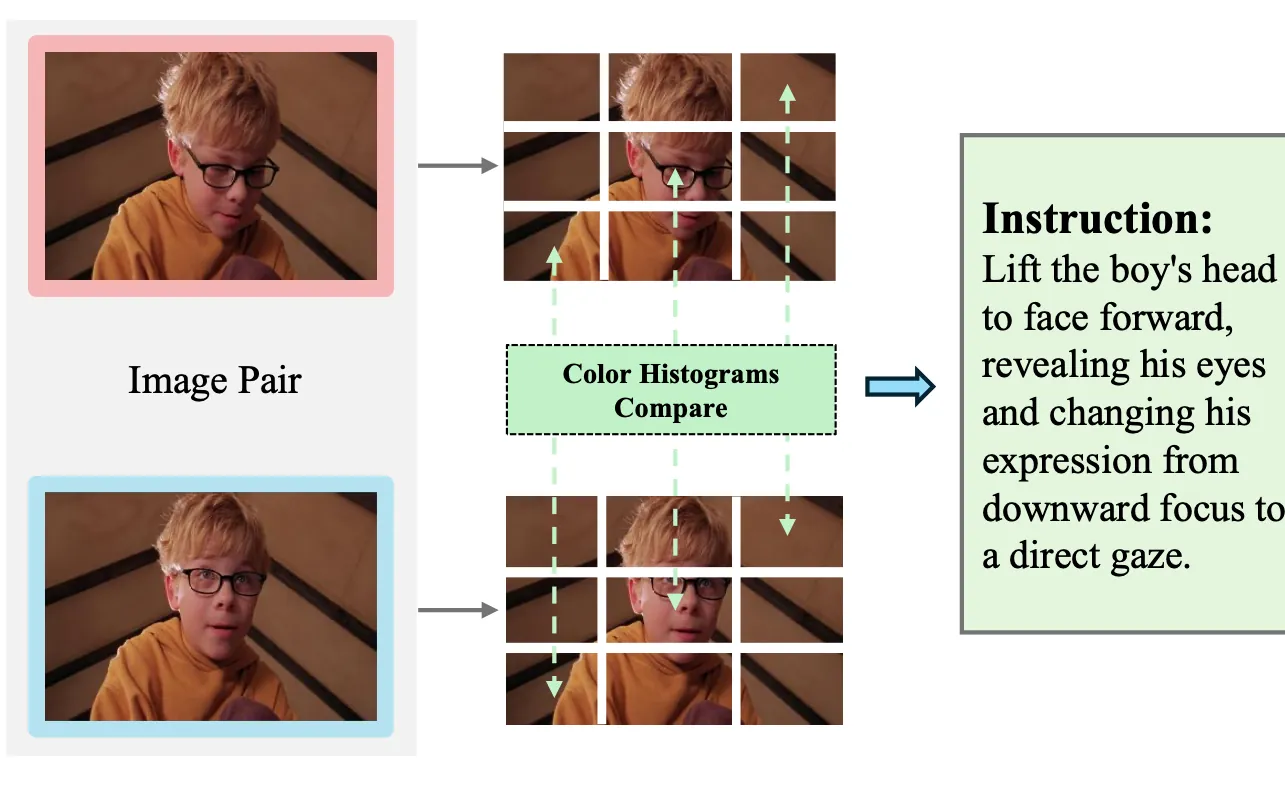 Image Pair
Color Histograms
Compare
Instruction:
Lift the boy's head
to face forward,
revealing his eyes
and changing his
expression from
downward focus to
a direct gaze.